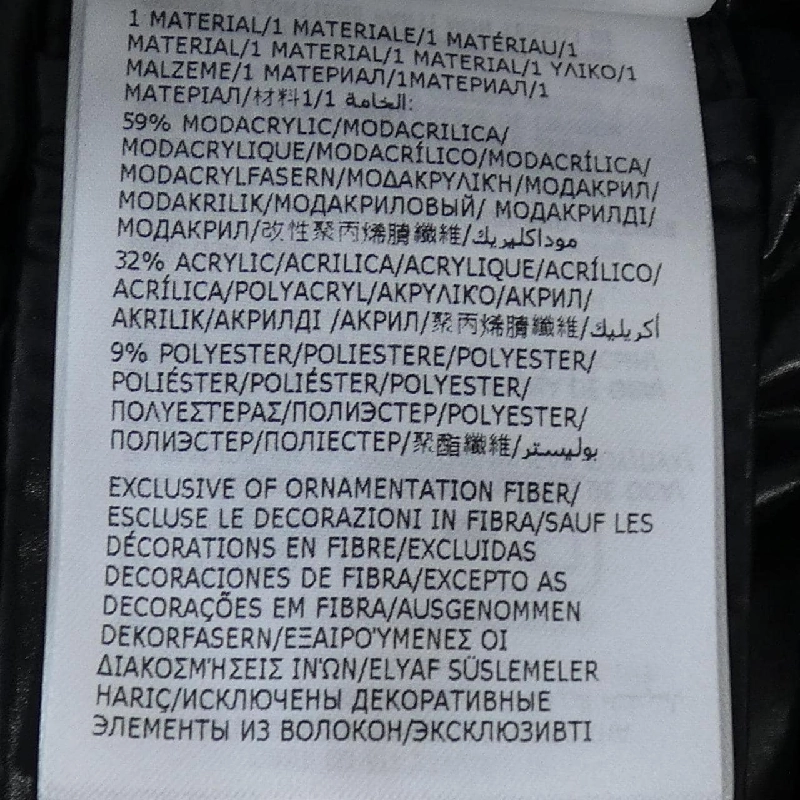 1 MATERIAL/1 MATERIALE/1 MATÉRIAU/1
MATERIAL/1 MATERIAL/1 MATERIAL/1 ΥΛΙΚΟ/1
MALZEME/1 МАТЕРИАЛ/1МАТЕРИАЛ/1
МАТЕРІАЛ/材料1/1 الخامة:
59% MODACRYLIC/MODACRILICA/
MODACRYLIQUE/MODACRÍLICO/MODACRÍLICA/
MODACRYLFASERN/ΜΟΔΑΚΡΥΛΙΚΉ/МОДАКРИЛ/
MODAKRILIK/МОДАКРИЛОВЫЙ/ МОДАКРИЛДІ/
МОДАКРИЛ/改性聚丙烯腈纖維/موداكليريك
32% ACRYLIC/ACRILICA/ACRYLIQUE/ACRÍLICO/
ACRÍLICA/POLYACRYL/ΑΚΡΥΛΙΚΌ/АКРИЛ/
AKRILIK/АКРИЛДІ /АКРИЛ/聚丙烯腈纖維/أكريليك
9% POLYESTER/POLIESTERE/POLYESTER/
POLIÉSTER/POLIÉSTER/POLYESTER/
ΠΟΛΥΕΣΤΕΡΑΣ/ПОЛИЭСТЕР/POLYESTER/
ПОЛИЭСТЕР/ПОЛІЕСТЕР/聚酯纖維/بوليستر
EXCLUSIVE OF ORNAMENTATION FIBER/
ESCLUSE LE DECORAZIONI IN FIBRA/SAUF LES
DÉCORATIONS EN FIBRE/EXCLUIDAS
DECORACIONES DE FIBRA/EXCEPTO AS
DECORAÇÕES EM FIBRA/AUSGENOMMEN
DEKORFASERN/ΕΞΑΙΡΟΎΜΕΝΕΣ ΟΙ
ΔΙΑΚΟΣΜΉΣΕΙΣ ΙΝΏΝ/ELYAF SÜSLEMELER
HARIÇ/ИСКЛЮЧЕНЫ ДЕКОРАТИВНЫЕ
ЭЛЕМЕНТЫ ИЗ ВОЛОКОН/ЭКСКЛЮЗИВТІ